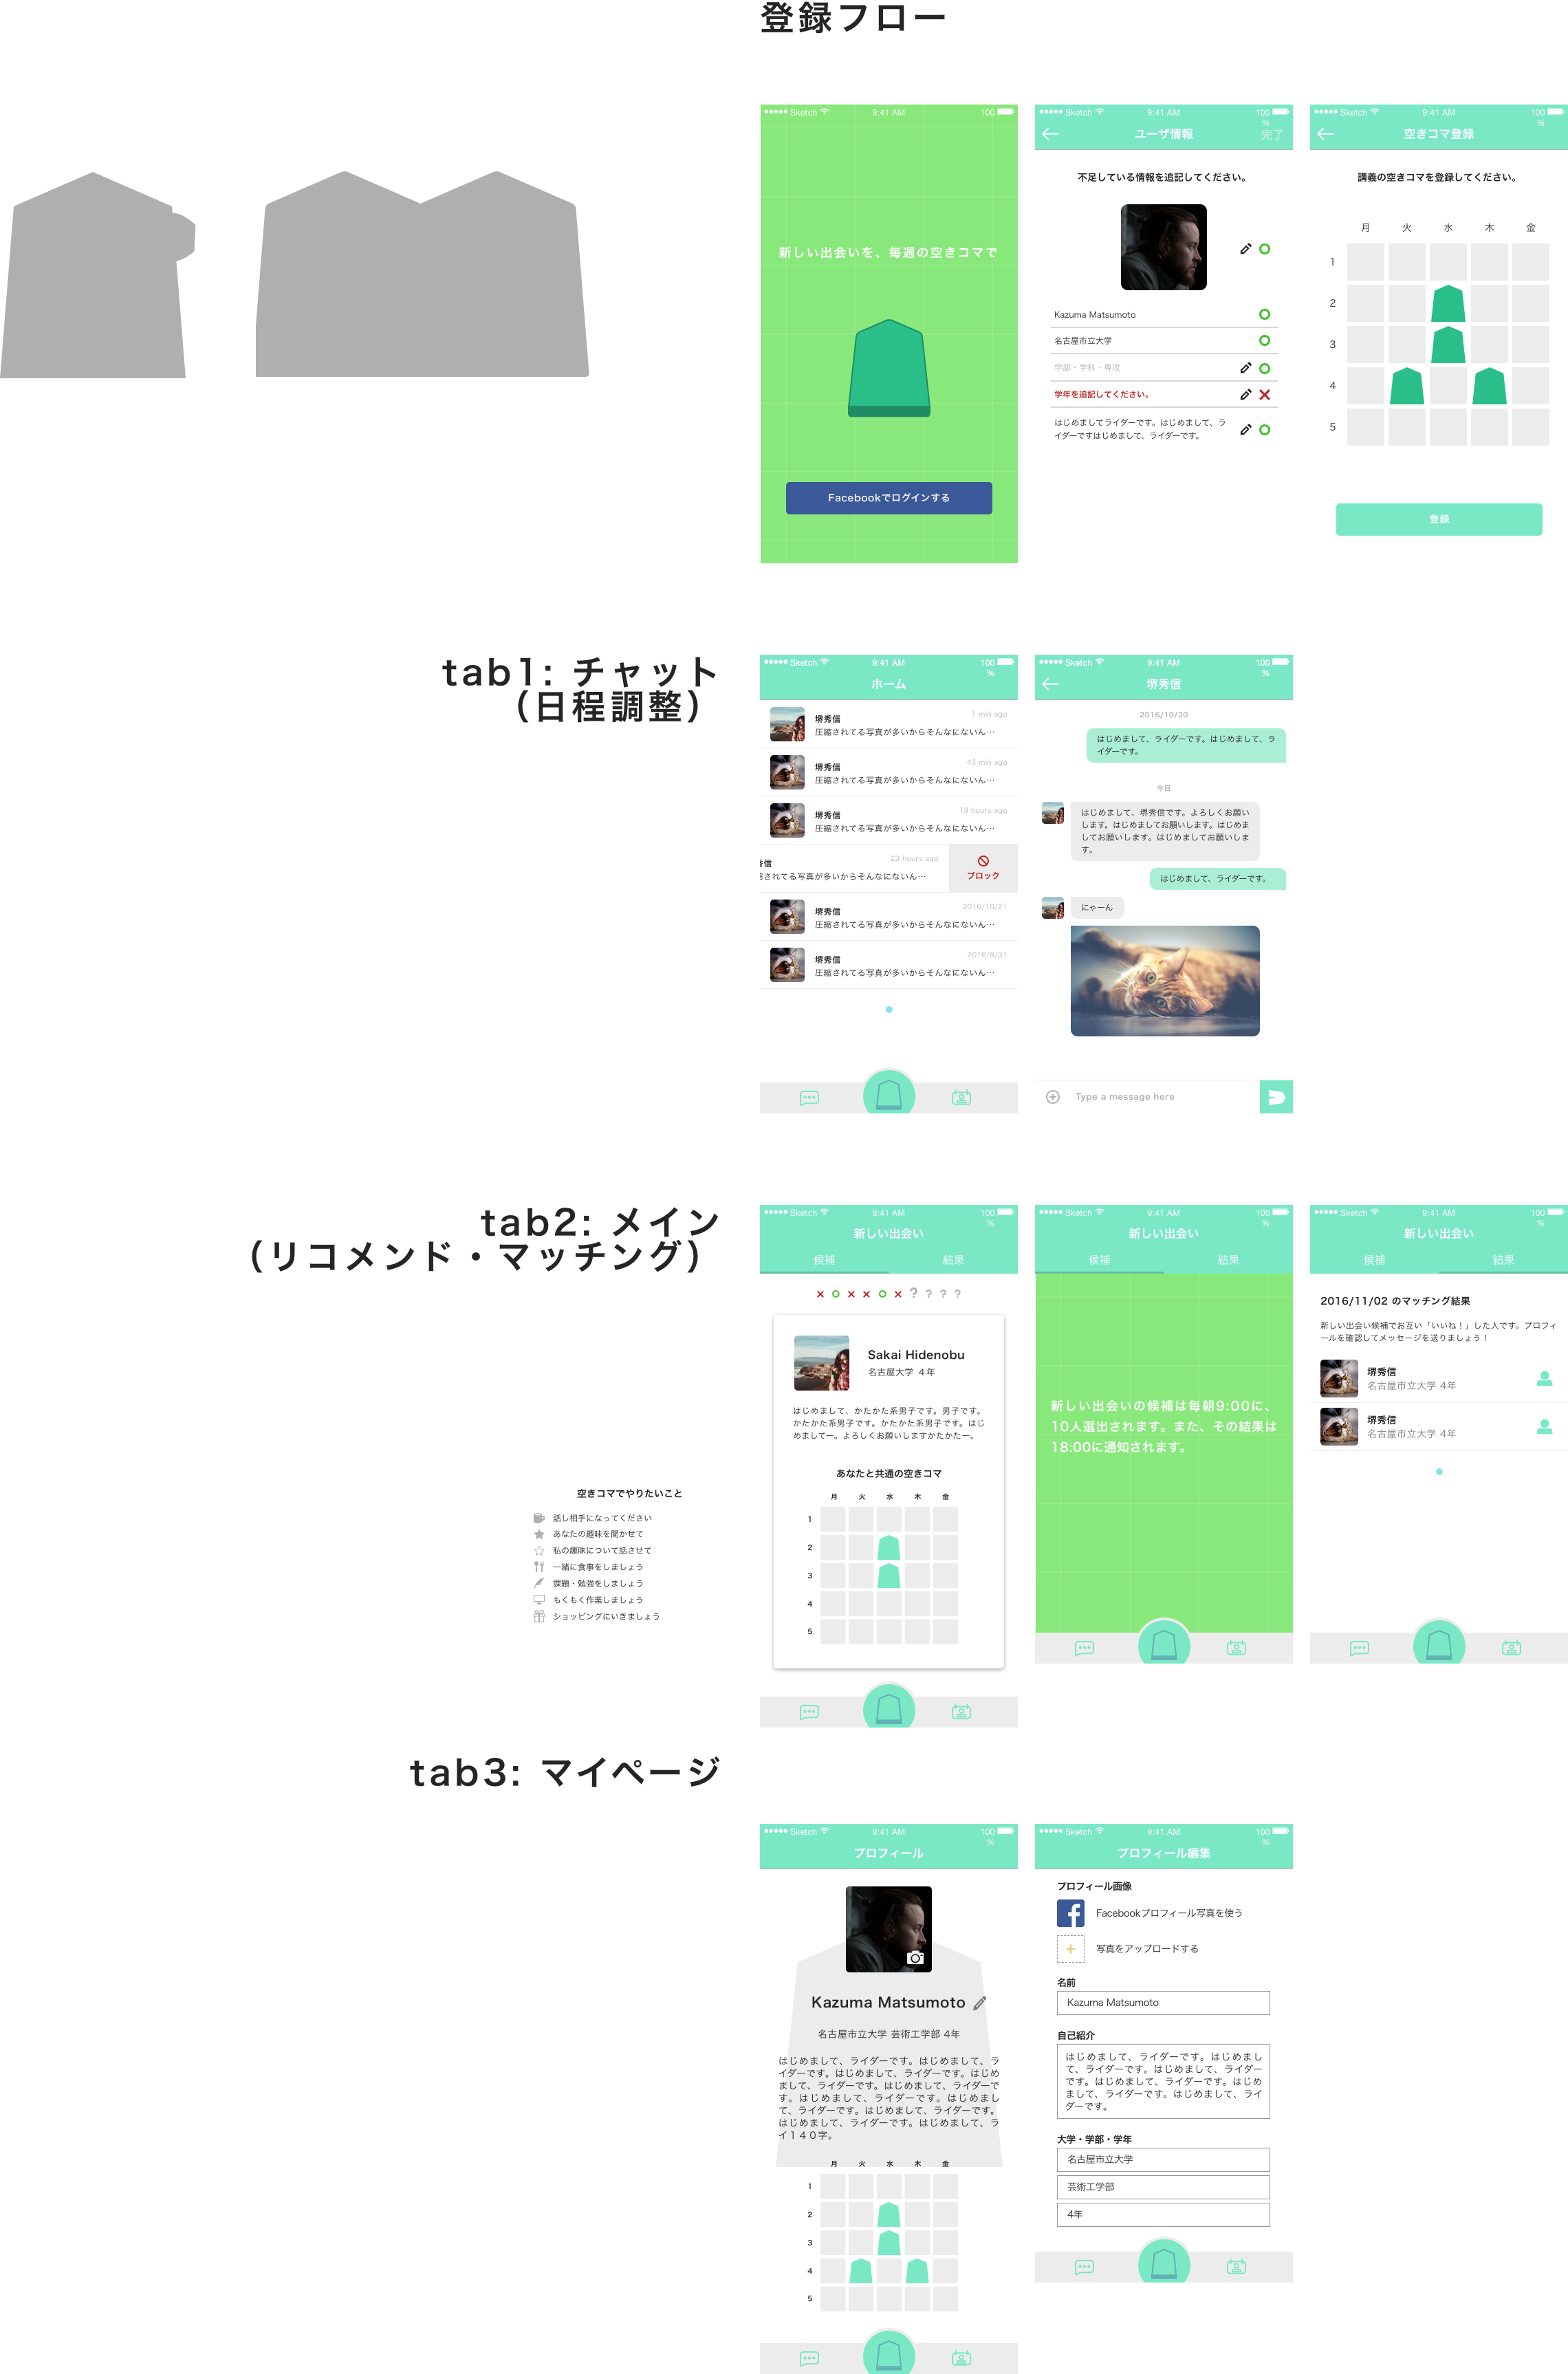 登録フロー
Sketch 9:41 AM 100
新しい出会いを、毎週の空きコマで
Facebookでログインする
Sketch 9:41 AM 100
%
ユーザ情報 完了
不足している情報を追記してください。
Kazuma Matsumoto
名古屋市立大学
学部・学科・専攻
学年を追記してください。
はじめましてライダーです。はじめまして、ラ
イダーですはじめまして、ライダーです。
Sketch 9:41 AM 100
%
空きコマ登録
講義の空きコマを登録してください。
月 火 水 木 金
1
2
3
4
5
登録
tab1: チャット
（日程調整）
Sketch 9:41 AM 100
%
ホーム
堺秀信 1 min ago
圧縮されてる写真が多いからそんなにないん…
堺秀信 43 min ago
圧縮されてる写真が多いからそんなにないん…
堺秀信 13 hours ago
圧縮されてる写真が多いからそんなにないん…
秀信 23 hours ago
縮されてる写真が多いからそんなにないん…
ブロック
堺秀信 2016/10/21
圧縮されてる写真が多いからそんなにないん…
堺秀信 2016/8/31
圧縮されてる写真が多いからそんなにないん…
Sketch 9:41 AM 100
%
堺秀信
2016/10/30
はじめまして、ライダーです。はじめまして、ラ
イダーです。
今日
はじめまして、堺秀信です。よろしくお願い
します。はじめましてお願いします。はじめま
してお願いします。はじめましてお願いしま
す。
はじめまして、ライダーです。
にゃーん
Type a message here
tab2: メイン
（リコメンド・マッチング）
空きコマでやりたいこと
話し相手になってください
あなたの趣味を聞かせて
私の趣味について話させて
一緒に食事をしましょう
課題・勉強をしましょう
もくもく作業しましょう
ショッピングにいきましょう
Sketch 9:41 AM 100
%
新しい出会い
候補 結果
? ? ? ?
Sakai Hidenobu
名古屋大学 4年
はじめまして、かたかた系男子です。男子です。
かたかた系男子です。かたかた系男子です。はじ
めましてー。よろしくお願いしますかたかたー。
あなたと共通の空きコマ
月 火 水 木 金
1
2
3
4
5
Sketch 9:41 AM 100
%
新しい出会い
候補 結果
新しい出会いの候補は毎朝9:00に、
10人選出されます。また、その結果は
18:00に通知されます。
Sketch 9:41 AM 100
%
新しい出会い
候補 結果
2016/11/02 のマッチング結果
新しい出会い候補でお互い「いいね！」した人です。プロフィ
ールを確認してメッセージを送りましょう！
堺秀信
名古屋市立大学 4年
堺秀信
名古屋市立大学 4年
tab3: マイページ
Sketch 9:41 AM 100
%
プロフィール
Kazuma Matsumoto
名古屋市立大学 芸術工学部 4年
はじめまして、ライダーです。はじめまして、ラ
イダーです。はじめまして、ライダーです。はじめ
まして、ライダーです。はじめまして、ライダーで
す。はじめまして、ライダーです。はじめまし
て、ライダーです。はじめまして、ライダーです。
はじめまして、ライダーです。はじめまして、ラ
イ１４０字。
月 火 水 木 金
1
2
3
4
5
Sketch 9:41 AM 100
%
プロフィール編集
プロフィール画像
Facebookプロフィール写真を使う
写真をアップロードする
名前
Kazuma Matsumoto
自己紹介
はじめまして、ライダーです。はじめまし
て、ライダーです。はじめまして、ライダー
です。はじめまして、ライダーです。はじめ
まして、ライダーです。はじめまして、ライ
ダーです。
大学・学部・学年
名古屋市立大学
芸術工学部
4年